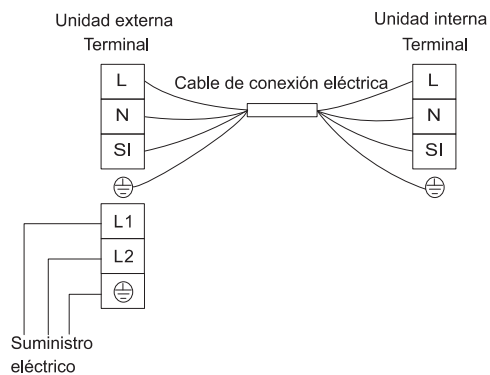 Unidad externa
Terminal
Unidad interna
Terminal
Cable de conexión eléctrica
L
N
SI
L
N
SI
L1
L2
Suministro
eléctrico